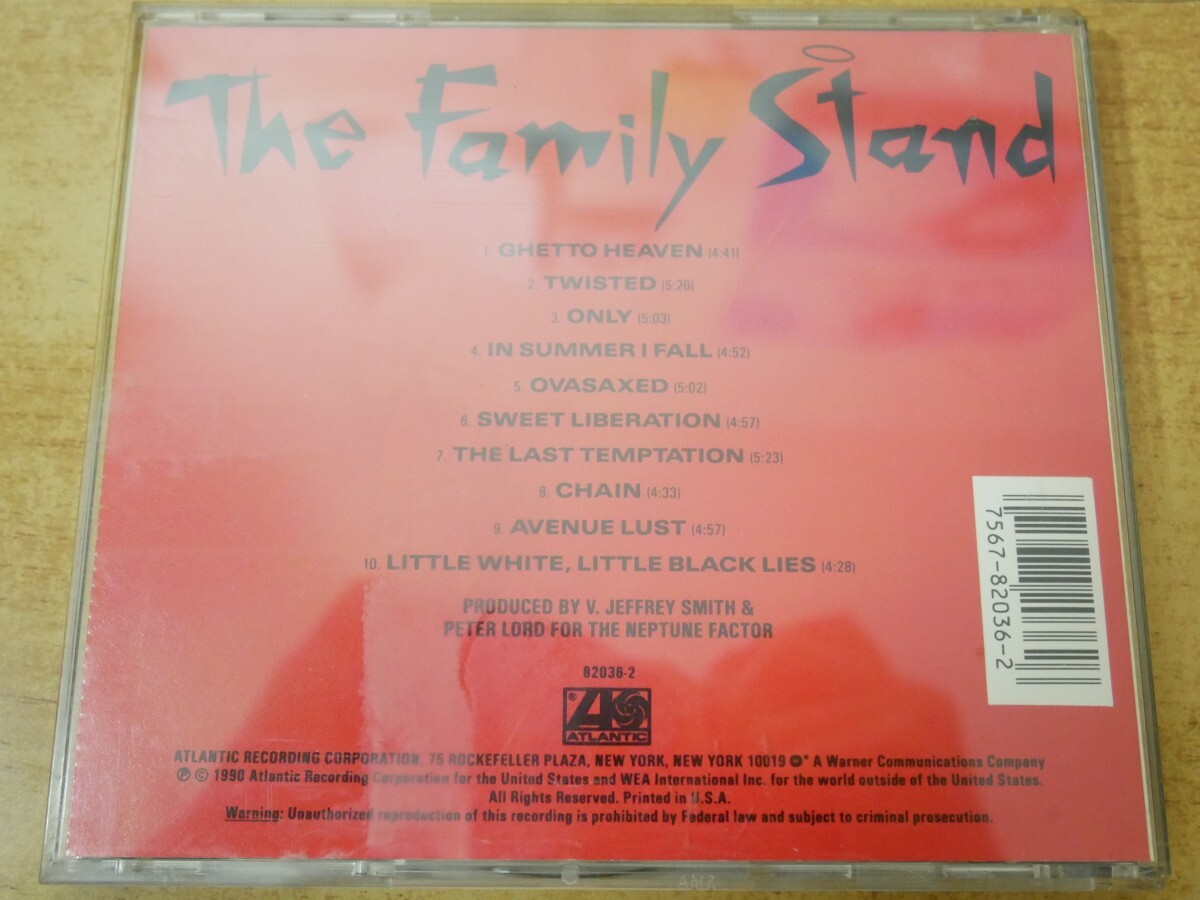 The Family Stand
1. GHETTO HEAVEN (4:41)
2. TWISTED (5:20)
3. ONLY (5:03)
4. IN SUMMER I FALL (4:52)
5. OVASAXED (5:02)
6. SWEET LIBERATION (4:57)
7. THE LAST TEMPTATION (5:23)
8. CHAIN (4:33)
9. AVENUE LUST (4:57)
10. LITTLE WHITE, LITTLE BLACK LIES (4:28)
PRODUCED BY V. JEFFREY SMITH &
PETER LORD FOR THE NEPTUNE FACTOR
7567-82036-2
82036-2
® ATLANTIC
ATLANTIC RECORDING CORPORATION, 75 ROCKEFELLER PLAZA, NEW YORK, NEW YORK 10019 A Warner Communications Company
℗ © 1990 Atlantic Recording Corporation for the United States and WEA International Inc. for the world outside of the United States.
All Rights Reserved. Printed in U.S.A.
Warning: Unauthorized reproduction of this recording is prohibited by Federal law and subject to criminal prosecution.